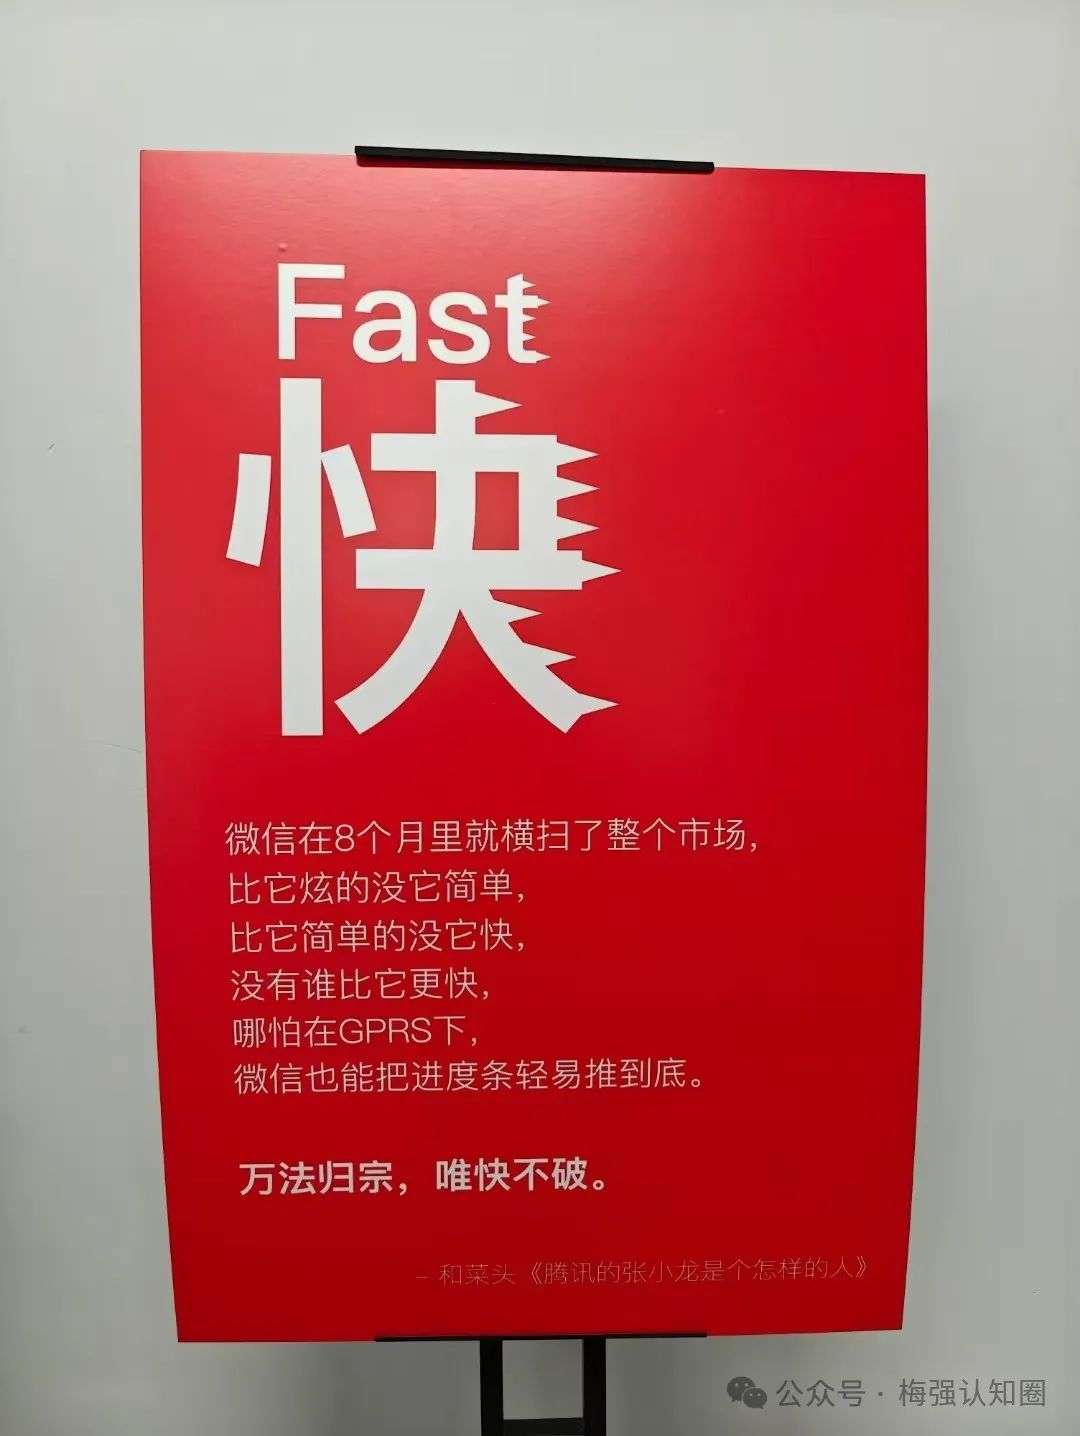 Fast
快
微信在8个月里就横扫了整个市场，
比它炫的没它简单，
比它简单的没它快，
没有谁比它更快，
哪怕在GPRS下，
微信也能把进度条轻易推到底。
万法归宗，唯快不破。
– 和菜头《腾讯的张小龙是个怎样的人》
公众号 · 梅强认知圈